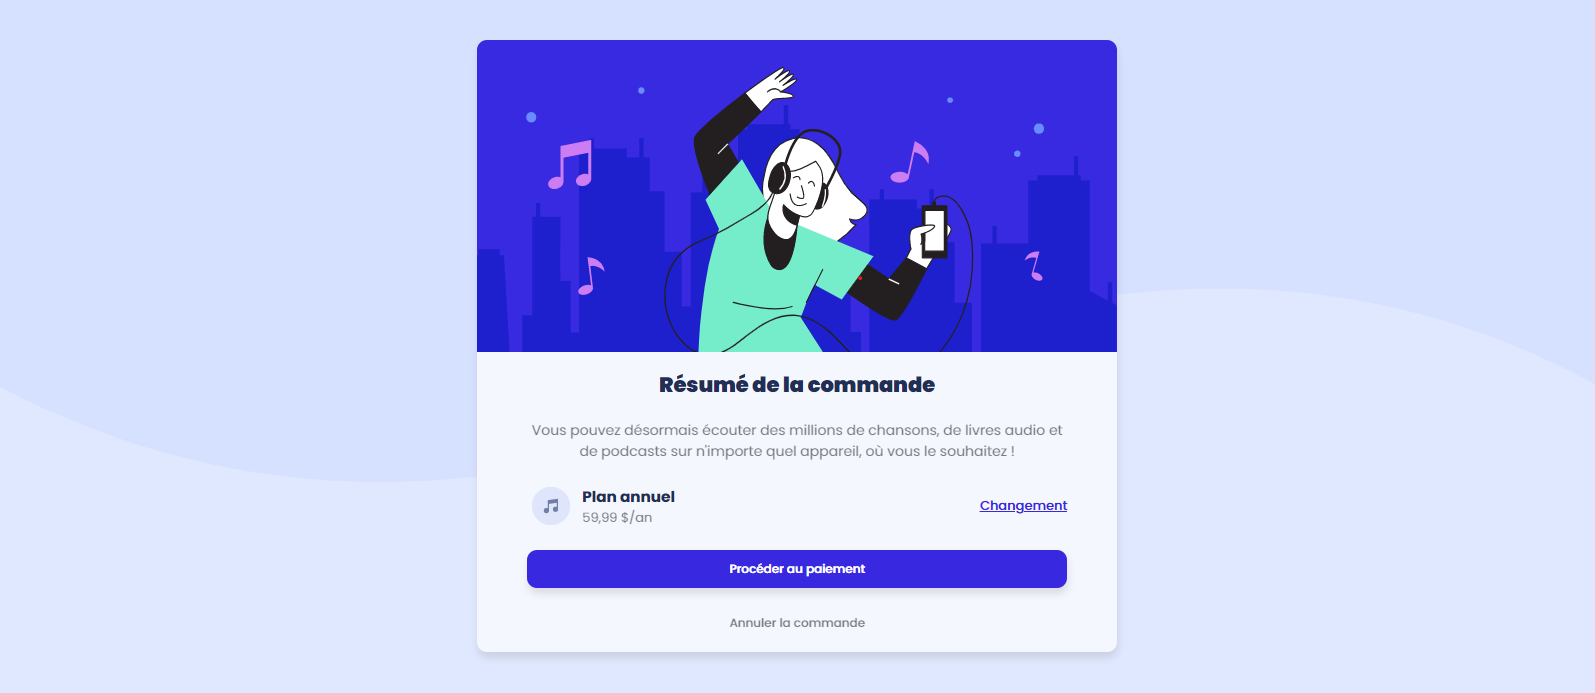 Résumé de la commande
Vous pouvez désormais écouter des millions de chansons, de livres audio et
de podcasts sur n'importe quel appareil, où vous le souhaitez !
Plan annuel
59,99 $/an
Changement
Procéder au paiement
Annuler la commande